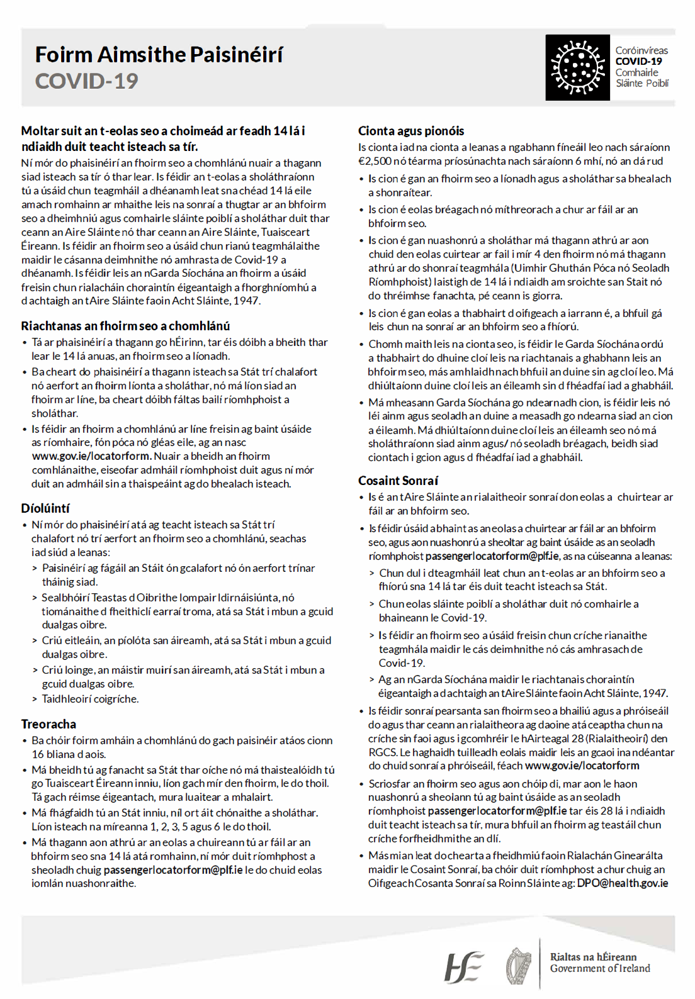 Foirm Aimsithe Paisinéirí
COVID-19
Coróinvíreas
COVID-19
Comhairle
Sláinte Poiblí
Moltar suit an t-eolas seo a choimeád ar feadh 14 lá i
ndiaidh duit teacht isteach sa tír.
Ní mór do phaisinéirí an fhoirm seo a chomhlánú nuair a thagann
siad isteach sa tír ó thar lear. Is féidir an t-eolas a sholáthraíonn
tú a úsáid chun teagmháil a dhéanamh leat sna chéad 14 lá eile
amach romhainn ar mhaithe leis na sonraí a thugtar ar an bhfoirm
seo a dheimhniú agus comhairle sláinte poiblí a sholáthar duit thar
ceann an Aire Sláinte nó thar ceann an Aire Sláinte, Tuaisceart
Éireann. Is féidir an fhoirm seo a úsáid chun rianú teagmhálaithe
maidir le cásanna deimhnithe nó amhrasta de Covid-19 a
dhéanamh. Is féidir leis an nGarda Síochána an fhoirm a úsáid
freisin chun rialacháin choraintín éigeantaigh a fhorghníomhú a
d achtaigh an tAire Sláinte faoin Acht Sláinte, 1947.
Riachtanas an fhoirm seo a chomhlánú
• Tá ar phaisinéirí a thagann go hÉirinn, tar éis dóibh a bheith thar
lear le 14 lá anuas, an fhoirm seo a líonadh.
• Ba cheart do phaisinéirí a thagann isteach sa Stát trí chalafort
nó aerfort an fhoirm líonta a sholáthar, nó má líon siad an
fhoirm ar líne, ba cheart dóibh fáltas bailí ríomhphoist a
sholáthar.
• Is féidir an fhoirm a chomhlánú ar líne freisin ag baint úsáide
as ríomhaire, fón póca nó gléas eile, ag an nasc
www.gov.ie/locatorform. Nuair a bheidh an fhoirm
comhlánaithe, eiseofar admháil ríomhphoist duit agus ní mór
duit an admháil sin a thaispeáint ag do bhealach isteach.
Díolúintí
• Ní mór do phaisinéirí atá ag teacht isteach sa Stát trí
chalafort nó trí aerfort an fhoirm seo a chomhlánú, seachas
iad siúd a leanas:
> Paisinéirí ag fágáil an Stáit ón gcalafort nó ón aerfort trínar
tháinig siad.
> Sealbhóirí Teastas d Oibrithe Iompair Idirnáisiúnta, nó
tiománaithe d fheithiclí earraí troma, atá sa Stát i mbun a gcuid
dualgas oibre.
> Criú eitleáin, an píolóta san áireamh, atá sa Stát i mbun a gcuid
dualgas oibre.
> Criú loinge, an máistir muirí san áireamh, atá sa Stát i mbun a
gcuid dualgas oibre.
> Taidhleoirí coigríche.
Treoracha
• Ba chóir foirm amháin a chomhlánú do gach paisinéir atáos cionn
16 bliana d aois.
• Má bheidh tú ag fanacht sa Stát thar oíche nó má thaistealóidh tú
go Tuaisceart Éireann inniu, líon gach mír den fhoirm, le do thoil.
Tá gach réimse éigeantach, mura luaitear a mhalairt.
• Má fhágfaidh tú an Stát inniu, níl ort áit chónaithe a sholáthar.
Líon isteach na míreanna 1, 2, 3, 5 agus 6 le do thoil.
• Má thagann aon athrú ar an eolas a chuireann tú ar fáil ar an
bhfoirm seo sna 14 lá atá romhainn, ní mór duit ríomhphost a
sheoladh chuig passengerlocatorform@plf.ie le do chuid eolas
iomlán nuashonraithe.
Cionta agus pionóis
Is cionta iad na cionta a leanas a ngabhann fíneáil leo nach sáraíonn
€2,500 nó téarma príosúnachta nach sáraíonn 6 mhí, nó an dá rud
• Is cion é gan an fhoirm seo a líonadh agus a sholáthar sa bhealach
a shonraítear.
• Is cion é eolas bréagach nó míthreorach a chur ar fáil ar an
bhfoirm seo.
• Is cion é gan nuashonrú a sholáthar má thagann athrú ar aon
chuid den eolas cuirtear ar fail i mír 4 den fhoirm nó má thagann
athrú ar do shonraí teagmhála (Uimhir Ghuthán Póca nó Seoladh
Ríomhphoist) laistigh de 14 lá i ndiaidh am sroichte san Stait nó
do thréimhse fanachta, pé ceann is giorra.
• Is cion é gan eolas a thabhairt d oifigeach a iarrann é, a bhfuil gá
leis chun na sonraí ar an bhfoirm seo a fhíorú.
• Chomh maith leis na cionta seo, is féidir le Garda Síochána ordú
a thabhairt do dhuine cloí leis na riachtanais a ghabhann leis an
bhfoirm seo, más amhlaidh nach bhfuil an duine sin ag cloí leo. Má
dhiúltaíonn duine cloí leis an éileamh sin d fhéadfaí iad a ghabháil.
• Má mheasann Garda Síochána go ndearnadh cion, is féidir leis nó
léi ainm agus seoladh an duine a measadh go ndearna siad an cion
a éileamh. Má dhiúltaíonn duine cloí leis an éileamh seo nó má
sholáthraíonn siad ainm agus/ nó seoladh bréagach, beidh siad
ciontach i gcion agus d fhéadfaí iad a ghabháil.
Cosaint Sonraí
• Is é an tAire Sláinte an rialaitheoir sonraí don eolas a chuirtear ar
fáil ar an bhfoirm seo.
• Is féidir úsáid a bhaint as an eolas a chuirtear ar fáil ar an bhfoirm
seo, agus aon nuashonrú a sheoltar ag baint úsáide as an seoladh
ríomhphoist passengerlocatorform@plf.ie, as na cúiseanna a leanas:
> Chun dul i dteagmháil leat chun an t-eolas ar an bhfoirm seo a
fhíorú sna 14 lá tar éis duit teacht isteach sa Stát.
> Chun eolas sláinte poiblí a sholáthar duit nó comhairle a
bhaineann le Covid-19.
> Is féidir an fhoirm seo a úsáid freisin chun críche rianaithe
teagmhála maidir le cás deimhnithe nó cás amhrasach de
Covid-19.
> Ag an nGarda Síochána maidir le riachtanais choraintín
éigeantaigh a d achtaigh an tAire Sláinte faoin Acht Sláinte, 1947.
• Is féidir sonraí pearsanta san fhoirm seo a bhailiú agus a phróiseáil
do agus thar ceann an rialaitheora ag daoine atá ceaptha chun na
críche sin faoi agus i gcomhréir le hAirteagal 28 (Rialaitheoirí) den
RGCS. Le haghaidh tuilleadh eolais maidir leis an gcaoi ina ndéantar
do chuid sonraí a phróiseáil, féach www.gov.ie/locatorform
• Scriosfar an fhoirm seo agus aon chóip di, mar aon le haon
nuashonrú a sheolann tú ag baint úsáide as an seoladh
ríomhphoist passengerlocatorform@plf.ie tar éis 28 lá i ndiaidh
duit teacht isteach sa tír, mura bhfuil an fhoirm ag teastáil chun
críche forfheidhmithe an dlí.
• Más mian leat do chearta a fheidhmiú faoin Rialachán Ginearálta
maidir le Cosaint Sonraí, ba chóir duit ríomhphost a chur chuig an
Oifigeach Cosanta Sonraí sa Roinn Sláinte ag: DPO@health.gov.ie
HSE
Rialtas na hÉireann
Government of Ireland